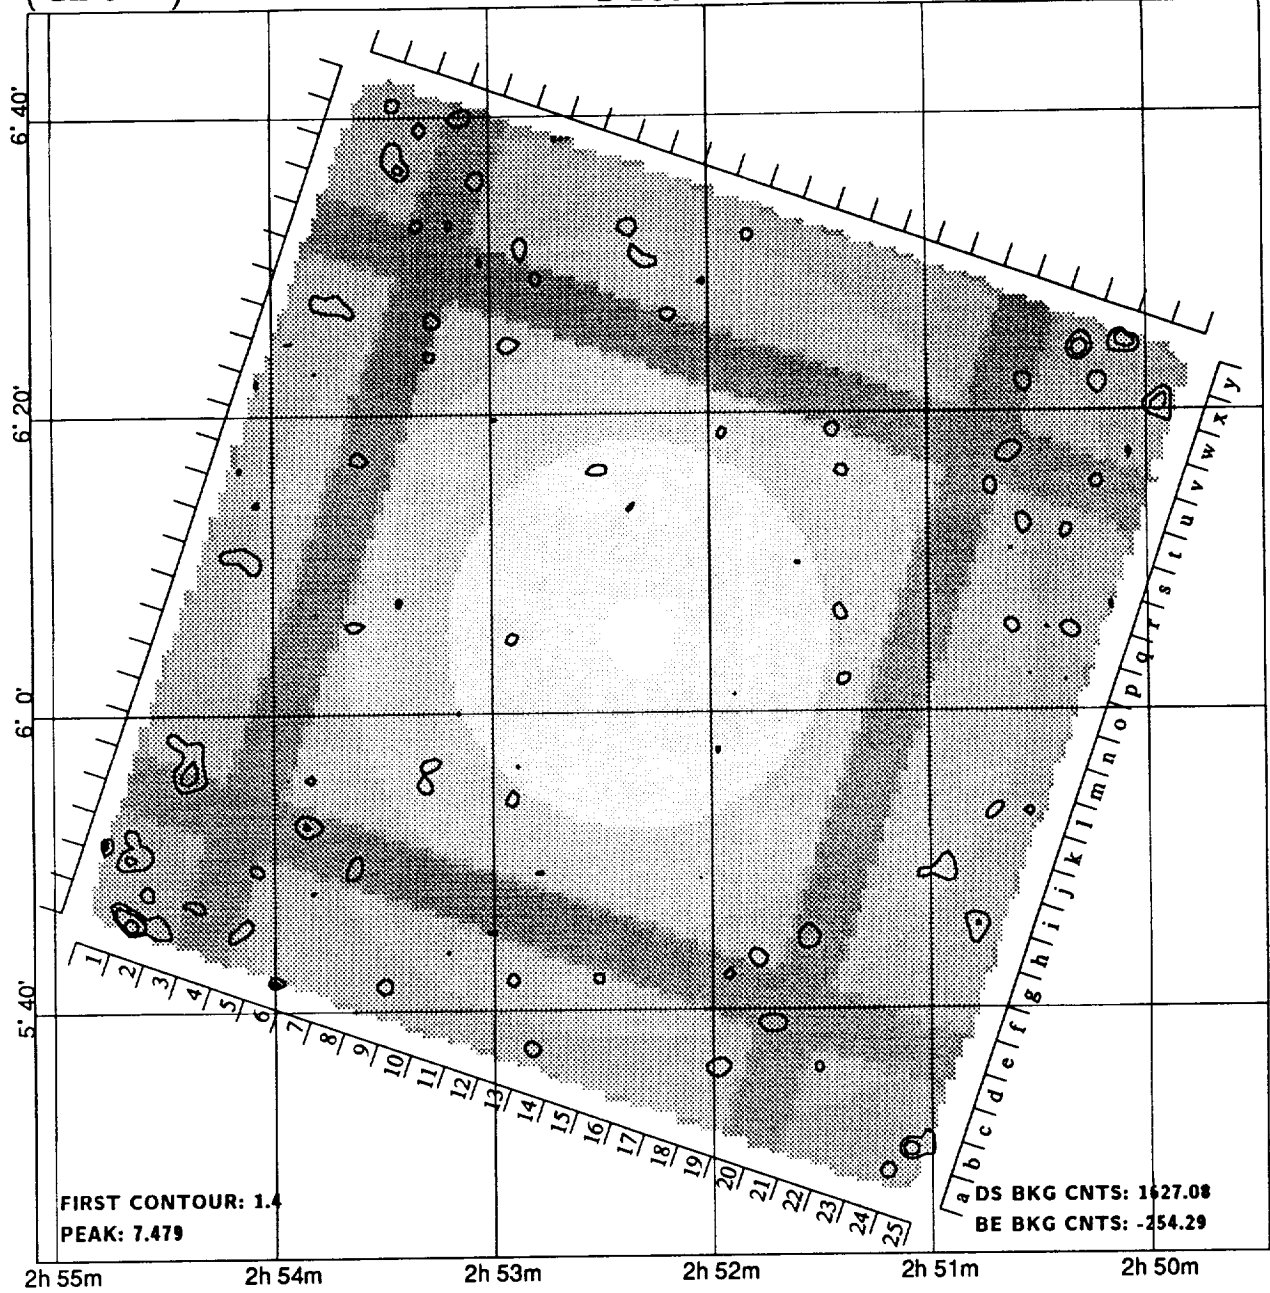 6° 40'
6° 20'
6° 0'
5° 40'
y
x
w
v
u
t
s
r
q
p
o
n
m
l
k
j
i
h
g
f
e
d
c
b
a
1 2 3 4 5 6 7 8 9 10 11 12 13 14 15 16 17 18 19 20 21 22 23 24 25
FIRST CONTOUR: 1.4
PEAK: 7.479
DS BKG CNTS: 1627.08
BE BKG CNTS: -254.29
2h 55m 2h 54m 2h 53m 2h 52m 2h 51m 2h 50m